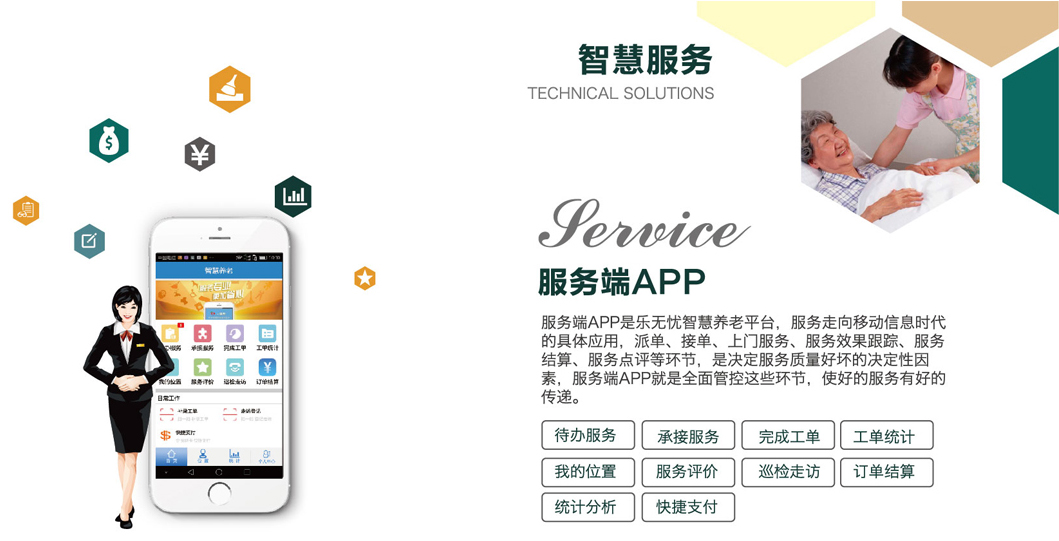 智慧服务
TECHNICAL SOLUTIONS
Service
服务端APP
服务端APP是乐无忧智慧养老平台，服务走向移动信息时代
的具体应用，派单、接单、上门服务、服务效果跟踪、服务
结算、服务点评等环节，是决定服务质量好坏的决定性因
素，服务端APP就是全面管控这些环节，使好的服务有好的
传递。
待办服务 承接服务 完成工单 工单统计
我的位置 服务评价 巡检走访 订单结算
统计分析 快捷支付
智慧养老
承接服务 完成工单 工单统计
我的位置 服务评价 巡检走访 订单结算
日常工作
快捷支付